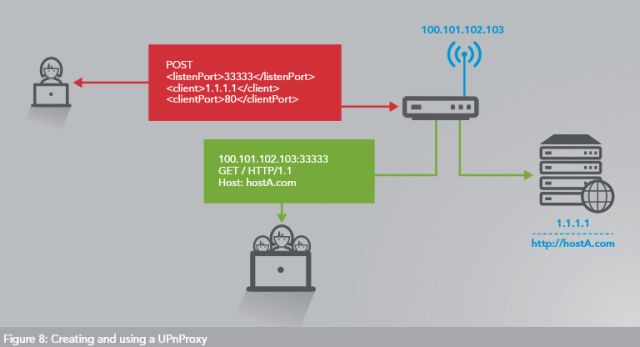 100.101.102.103
POST
<listenPort>33333</listenPort>
<client>1.1.1.1</client>
<clientPort>80</clientPort>
100.101.102.103:33333
GET / HTTP/1.1
Host: hostA.com
1.1.1.1
http://hostA.com
Figure 8: Creating and using a UPnProxy